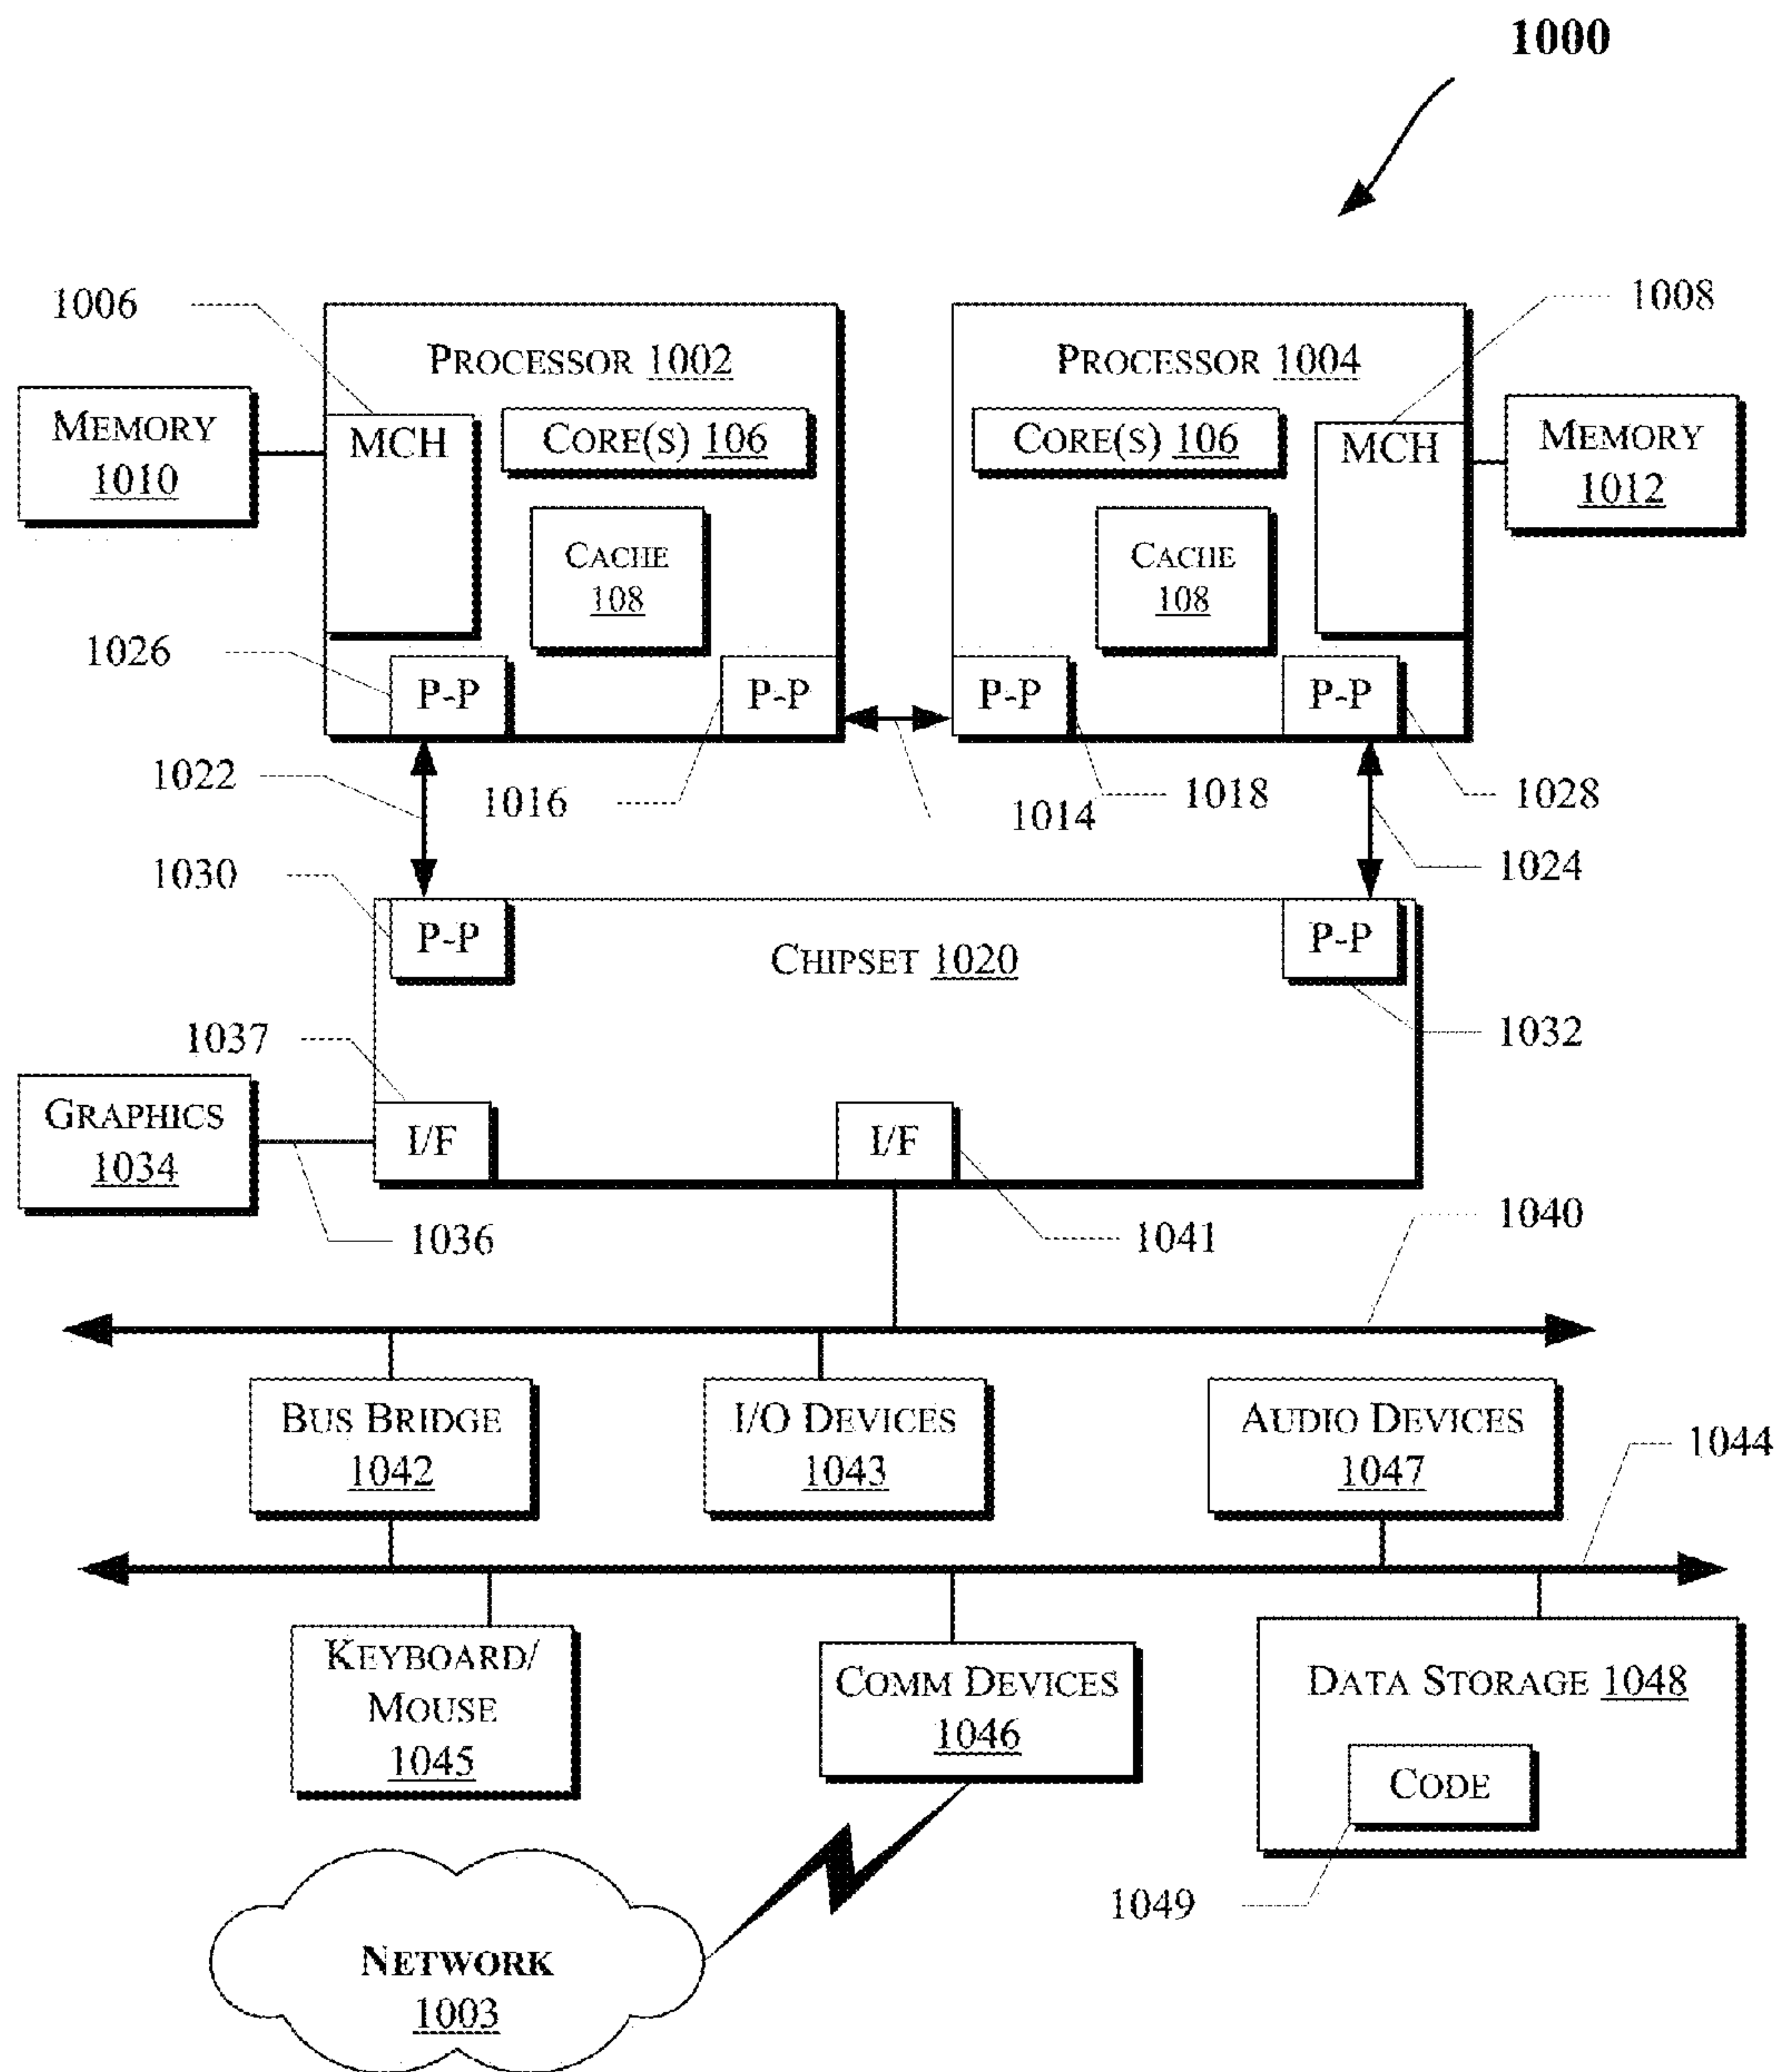 1000
1006
1008
PROCESSOR 1002
PROCESSOR 1004
MEMORY
1010
MCH
CORE(S) 106
CORE(S) 106
MCH
MEMORY
1012
CACHE
108
CACHE
108
1026
P-P
P-P
P-P
P-P
1022
1016
1014
1018
1028
1030
1024
P-P
CHIPSET 1020
P-P
1037
1032
GRAPHICS
1034
I/F
I/F
1036
1041
1040
BUS BRIDGE
1042
I/O DEVICES
1043
AUDIO DEVICES
1047
1044
KEYBOARD/
MOUSE
1045
COMM DEVICES
1046
DATA STORAGE 1048
CODE
1049
NETWORK
1003